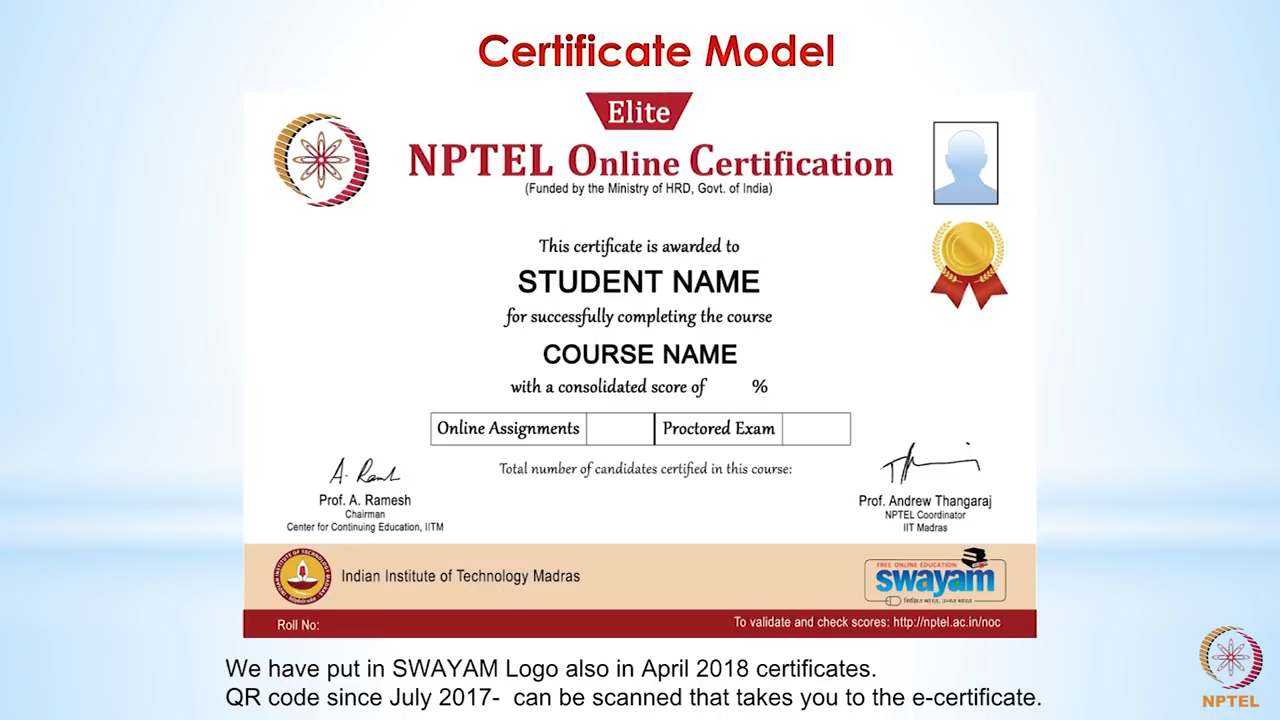 Certificate Model
Elite
NPTEL Online Certification
(Funded by the Ministry of HRD, Govt. of India)
This certificate is awarded to
STUDENT NAME
for successfully completing the course
COURSE NAME
with a consolidated score of %
Online Assignments Proctored Exam
Total number of candidates certified in this course:
A. Ramesh
Prof. A. Ramesh
Chairman
Center for Continuing Education, IITM
Prof. Andrew Thangaraj
NPTEL Coordinator
IIT Madras
Indian Institute of Technology Madras
FREE ONLINE EDUCATION
swayam
शिक्षित भारत, उन्नत भारत
Roll No:
To validate and check scores: http://nptel.ac.in/noc
We have put in SWAYAM Logo also in April 2018 certificates.
QR code since July 2017- can be scanned that takes you to the e-certificate.
NPTEL